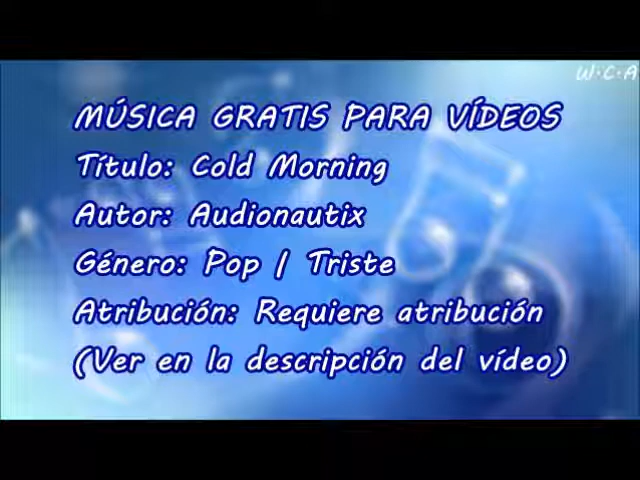 W.C.A
MÚSICA GRATIS PARA VÍDEOS
Título: Cold Morning
Autor: Audionautix
Género: Pop / Triste
Atribución: Requiere atribución
(Ver en la descripción del vídeo)